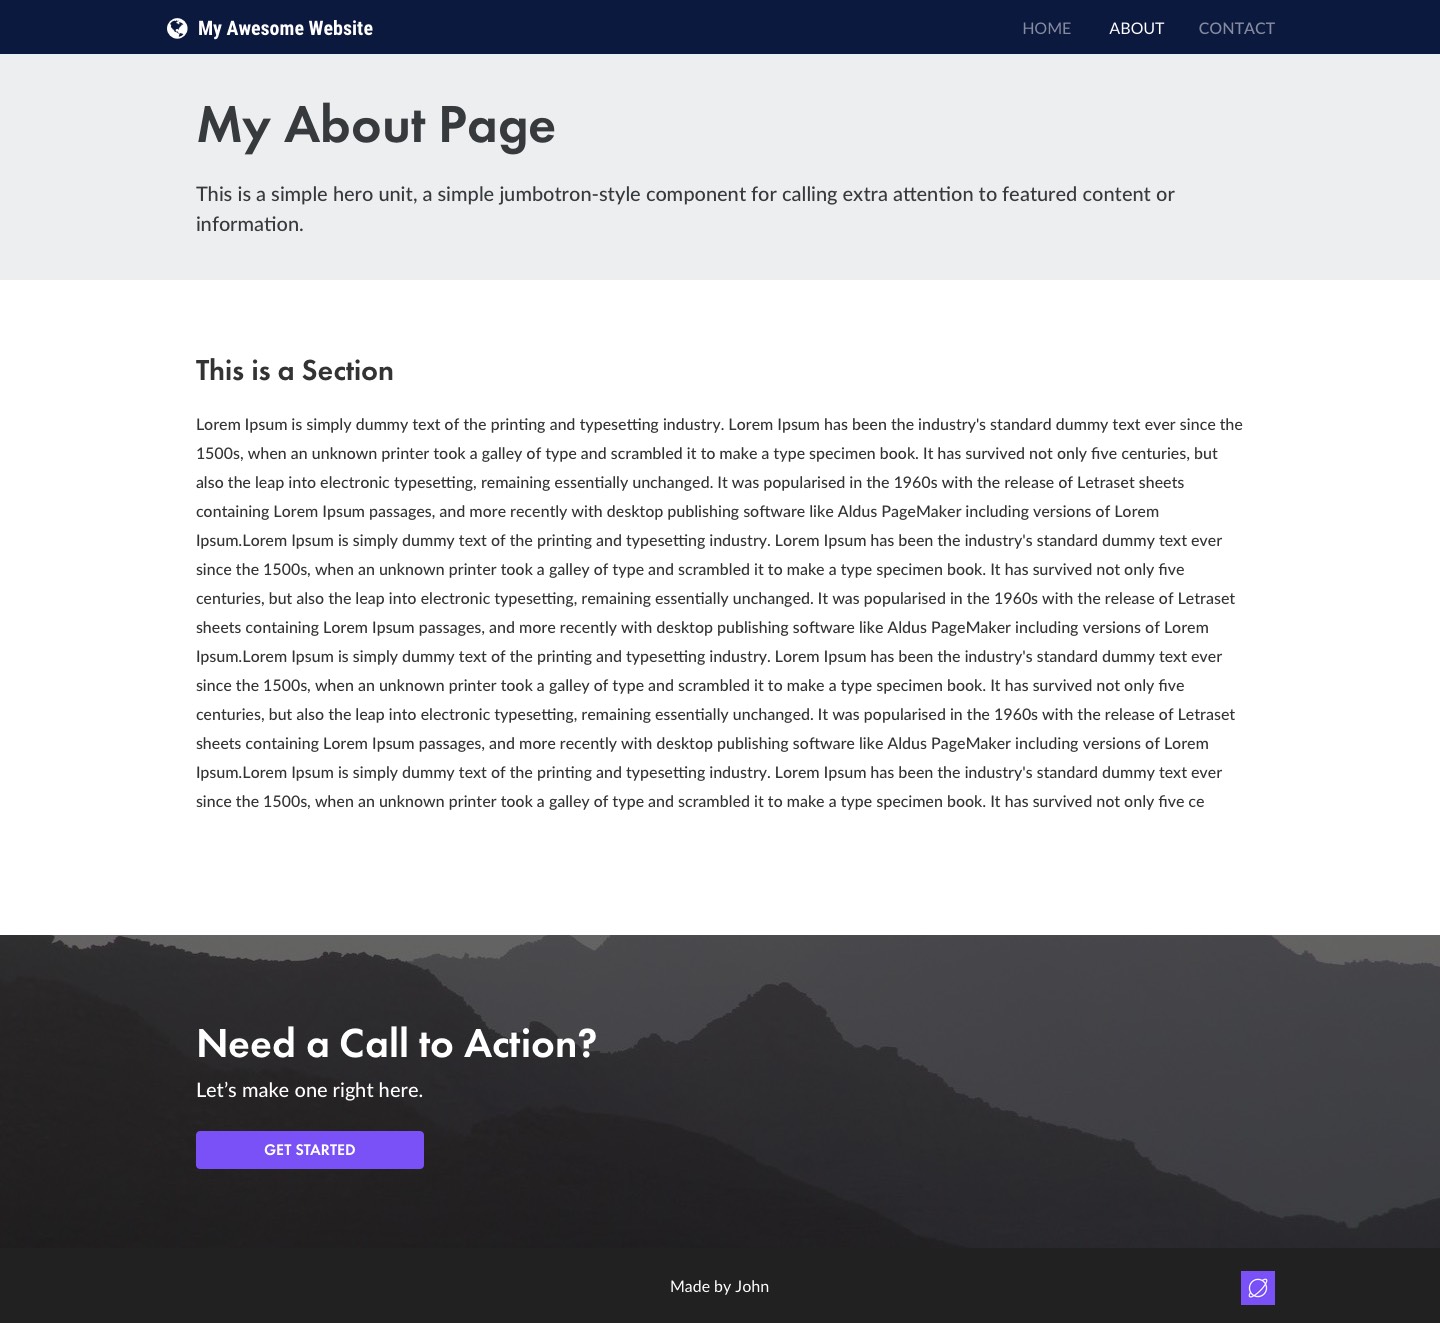 My Awesome Website
HOME ABOUT CONTACT
My About Page
This is a simple hero unit, a simple jumbotron-style component for calling extra attention to featured content or
information.
This is a Section
Lorem Ipsum is simply dummy text of the printing and typesetting industry. Lorem Ipsum has been the industry's standard dummy text ever since the
1500s, when an unknown printer took a galley of type and scrambled it to make a type specimen book. It has survived not only five centuries, but
also the leap into electronic typesetting, remaining essentially unchanged. It was popularised in the 1960s with the release of Letraset sheets
containing Lorem Ipsum passages, and more recently with desktop publishing software like Aldus PageMaker including versions of Lorem
Ipsum.Lorem Ipsum is simply dummy text of the printing and typesetting industry. Lorem Ipsum has been the industry's standard dummy text ever
since the 1500s, when an unknown printer took a galley of type and scrambled it to make a type specimen book. It has survived not only five
centuries, but also the leap into electronic typesetting, remaining essentially unchanged. It was popularised in the 1960s with the release of Letraset
sheets containing Lorem Ipsum passages, and more recently with desktop publishing software like Aldus PageMaker including versions of Lorem
Ipsum.Lorem Ipsum is simply dummy text of the printing and typesetting industry. Lorem Ipsum has been the industry's standard dummy text ever
since the 1500s, when an unknown printer took a galley of type and scrambled it to make a type specimen book. It has survived not only five
centuries, but also the leap into electronic typesetting, remaining essentially unchanged. It was popularised in the 1960s with the release of Letraset
sheets containing Lorem Ipsum passages, and more recently with desktop publishing software like Aldus PageMaker including versions of Lorem
Ipsum.Lorem Ipsum is simply dummy text of the printing and typesetting industry. Lorem Ipsum has been the industry's standard dummy text ever
since the 1500s, when an unknown printer took a galley of type and scrambled it to make a type specimen book. It has survived not only five ce
Need a Call to Action?
Let’s make one right here.
GET STARTED
Made by John